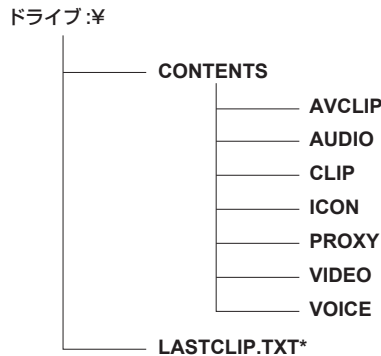 ドライブ:¥
CONTENTS
AVCLIP
AUDIO
CLIP
ICON
PROXY
VIDEO
VOICE
LASTCLIP.TXT*